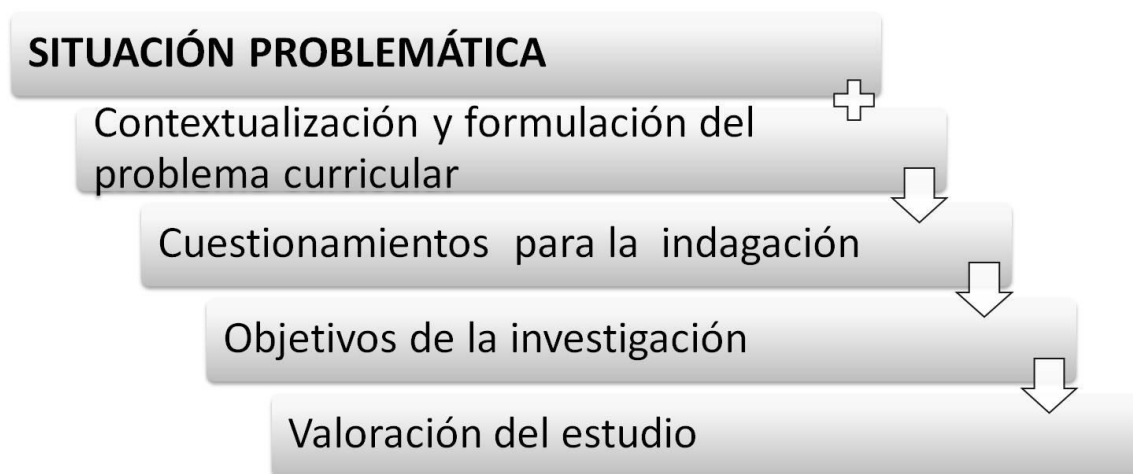 SITUACIÓN PROBLEMÁTICA
Contextualización y formulación del
problema curricular
Cuestionamientos para la indagación
Objetivos de la investigación
Valoración del estudio